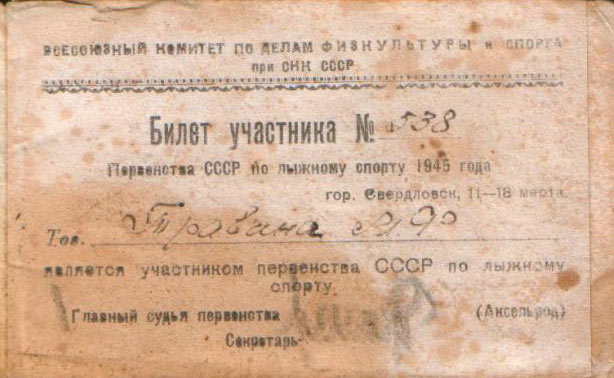 ВСЕСОЮЗНЫЙ КОМИТЕТ ПО ДЕЛАМ ФИЗКУЛЬТУРЫ и СПОРТА
при СНК СССР
Билет участника № 538
Первенства СССР по лыжному спорту 1945 года
гор. Свердловск, 11—18 марта
Тов. Травина
является участником первенства СССР по лыжному
спорту.
Главный судья первенства (Аксельрод)
Секретарь